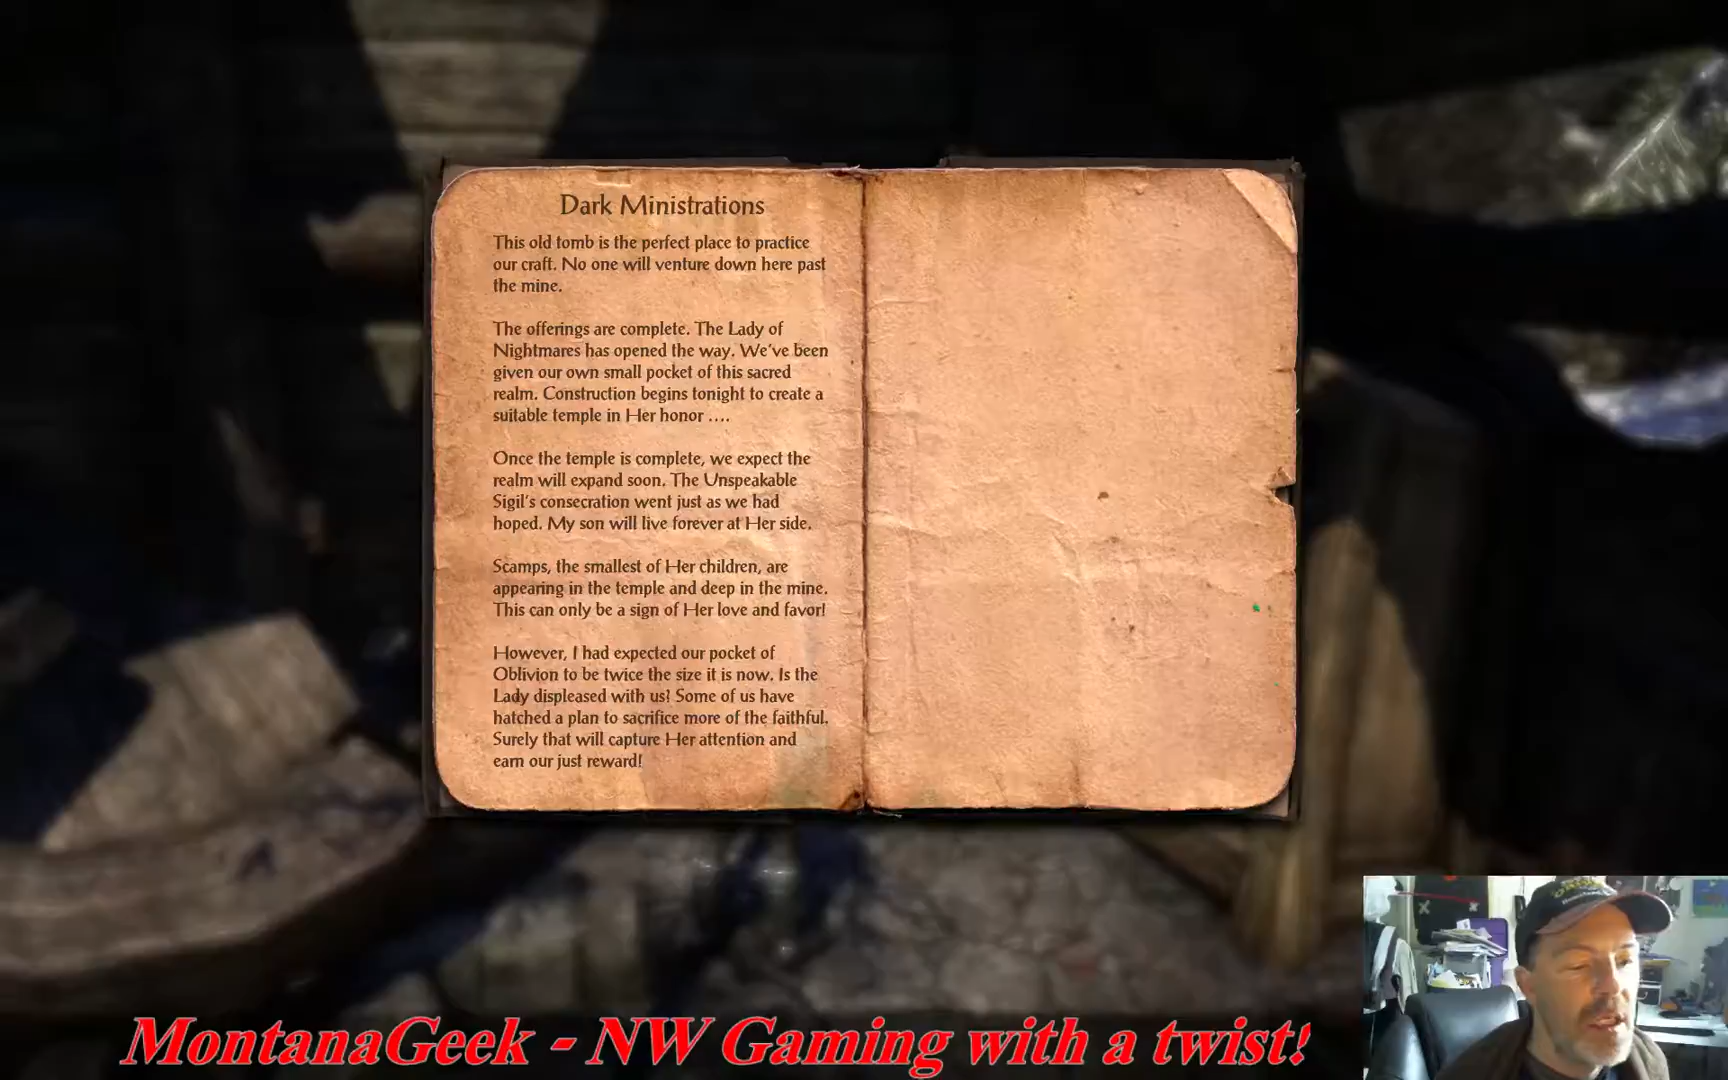 Dark Ministrations
This old tomb is the perfect place to practice
our craft. No one will venture down here past
the mine.
The offerings are complete. The Lady of
Nightmares has opened the way. We've been
given our own small pocket of this sacred
realm. Construction begins tonight to create a
suitable temple in Her honor ....
Once the temple is complete, we expect the
realm will expand soon. The Unspeakable
Sigil's consecration went just as we had
hoped. My son will live forever at Her side.
Scamps, the smallest of Her children, are
appearing in the temple and deep in the mine.
This can only be a sign of Her love and favor!
However, I had expected our pocket of
Oblivion to be twice the size it is now. Is the
Lady displeased with us? Some of us have
hatched a plan to sacrifice more of the faithful.
Surely that will capture Her attention and
earn our just reward!
MontanaGeek - NW Gaming with a twist!